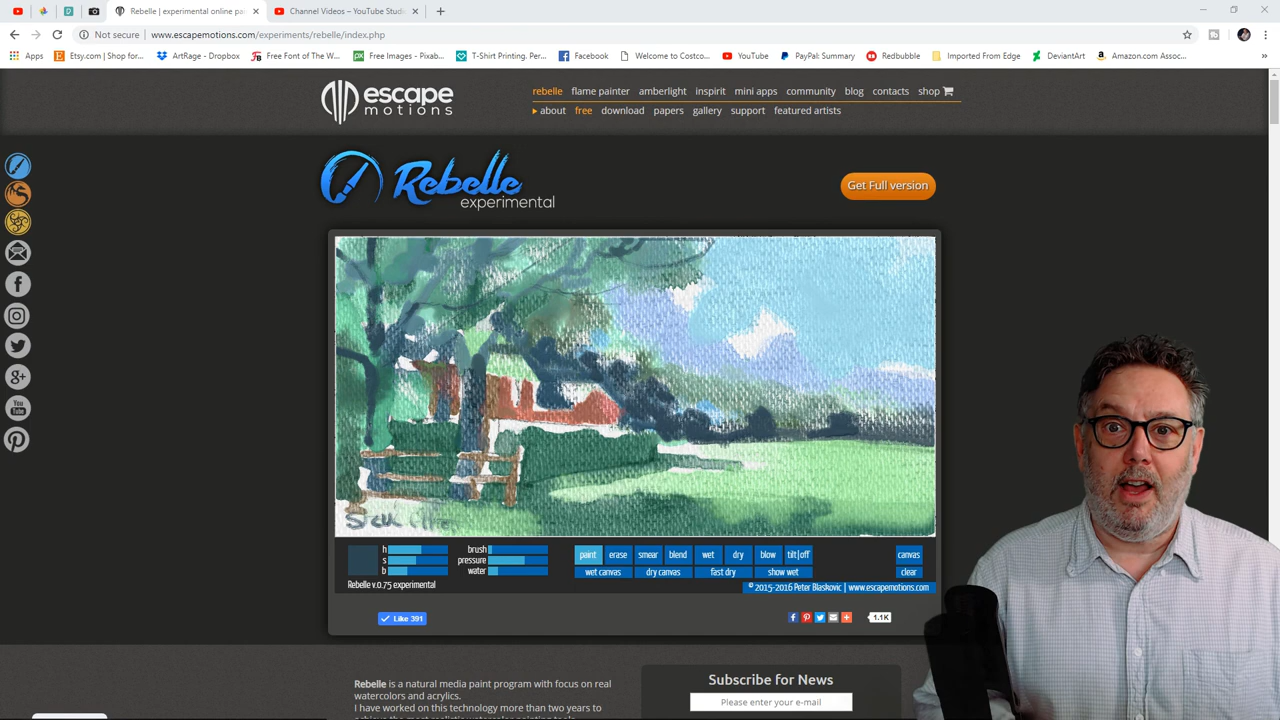 Rebelle | experimental online pai
Channel Videos – YouTube Studi
Not secure | www.escapemotions.com/experiments/rebelle/index.php
Apps Etsy.com | Shop for... ArtRage - Dropbox Free Font of The W... Free Images - Pixab... T-Shirt Printing. Per... Facebook Welcome to Costco... YouTube PayPal: Summary Redbubble Imported From Edge DeviantArt Amazon.com Assoc...
escape motions
rebelle flame painter amberlight inspirit mini apps community blog contacts shop
about free download papers gallery support featured artists
Rebelle
experimental
Get Full version
h brush paint erase smear blend wet dry blow tilt|off canvas
s pressure
b water wet canvas dry canvas fast dry show wet clear
Rebelle v.0.75 experimental
© 2015-2016 Peter Blaskovic | www.escapemotions.com
Like 391
1.1K
You Tube
Rebelle is a natural media paint program with focus on real
watercolors and acrylics.
I have worked on this technology more than two years to
Subscribe for News
Please enter your e-mail